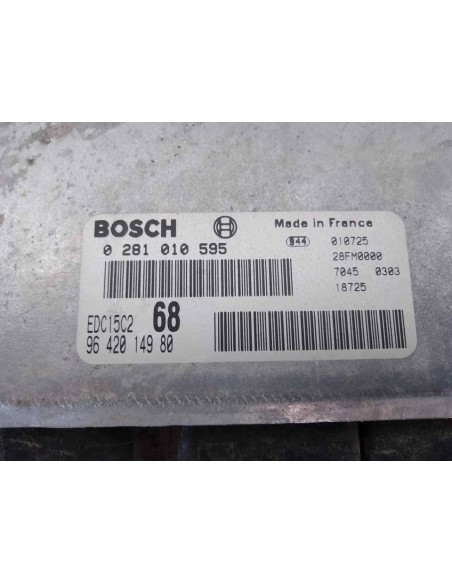 BOSCH
Made in France
0 281 010 595
S44 010725
28FM0000
7045 0303
18725
EDC15C2 68
96 420 149 80